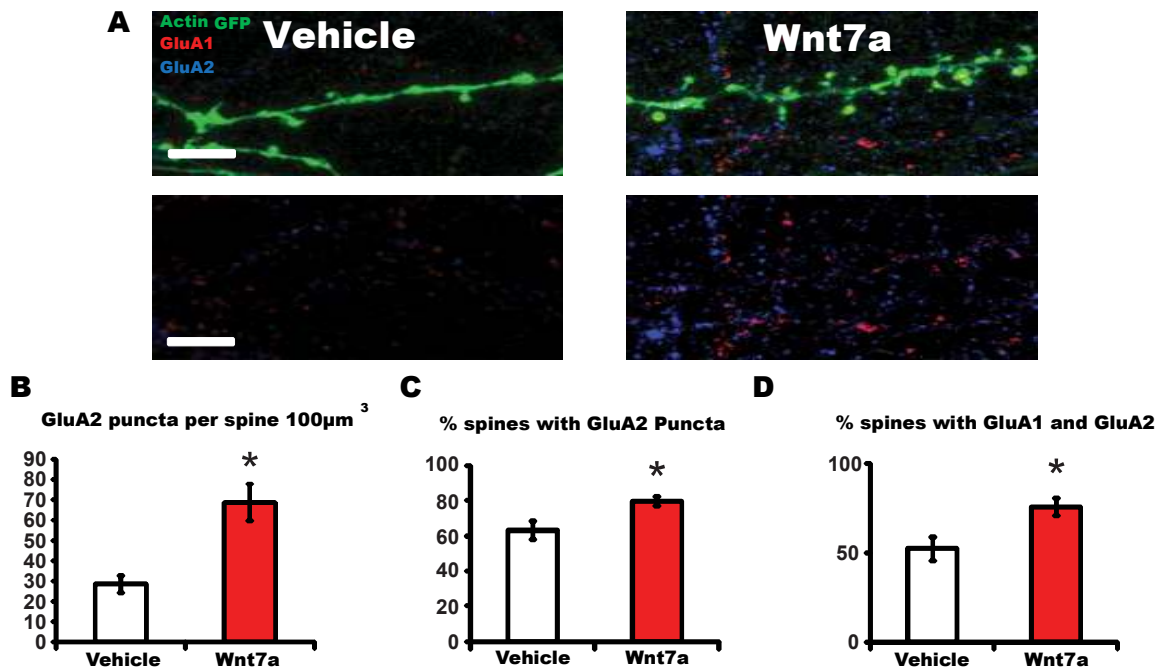 A
Actin GFP
GluA1
GluA2
Vehicle
Wnt7a
B
GluA2 puncta per spine 100µm 3
90
80
70
60
50
40
30
20
10
0
*
Vehicle Wnt7a
C
% spines with GluA2 Puncta
100
80
60
40
20
0
*
Vehicle Wnt7a
D
% spines with GluA1 and GluA2
100
50
0
*
Vehicle Wnt7a